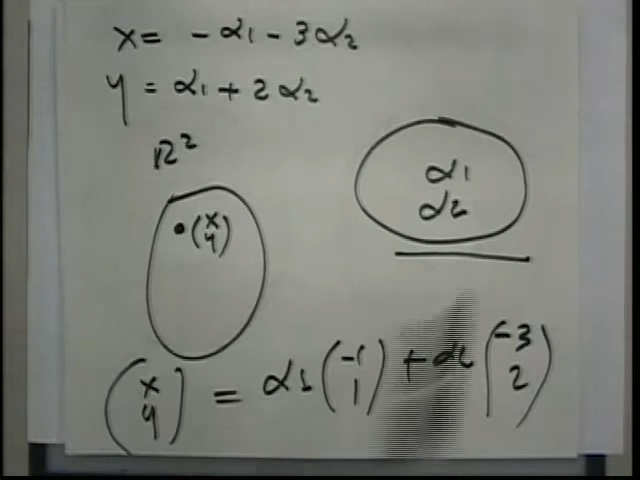 x = - α1 - 3α2
y = α1 + 2α2
R²
(x
y)
α1
α2
(x
y) = α1 (-1
1) + α2 (-3
2)